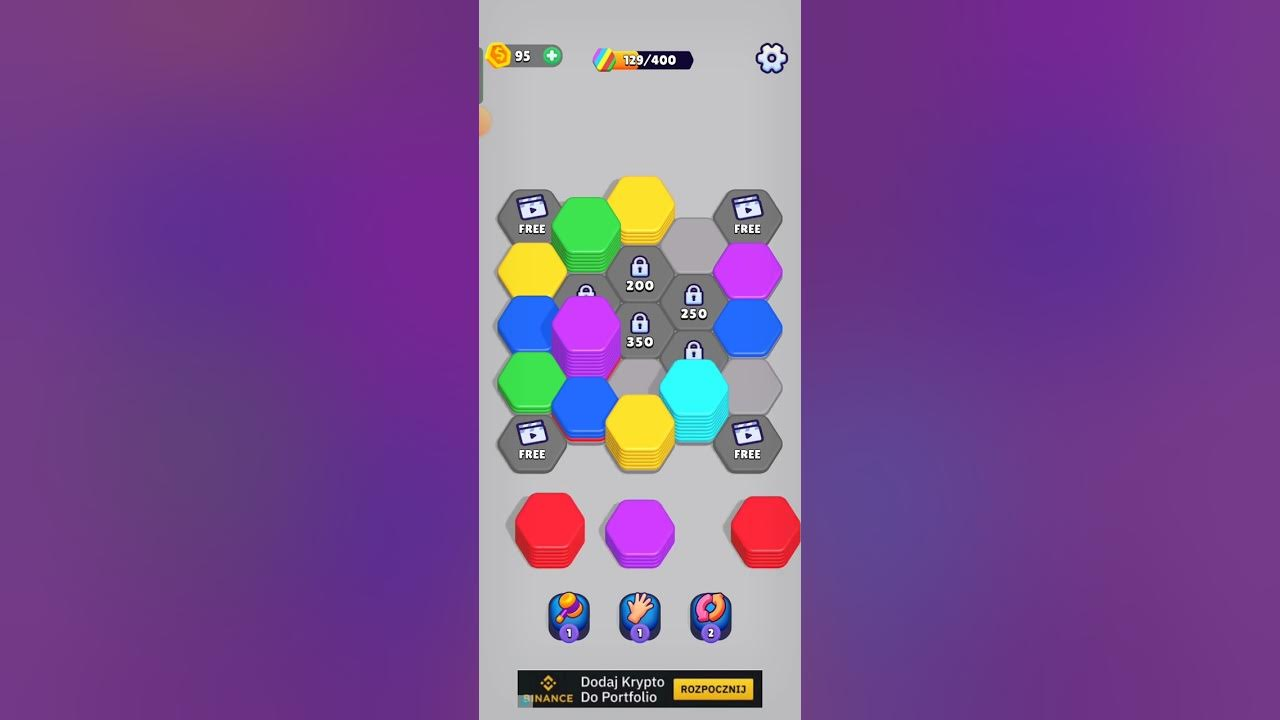 95
129/400
FREE
FREE
200
250
350
FREE
FREE
1
1
2
BINANCE
Dodaj Krypto
Do Portfolio
ROZPOCZNIJ